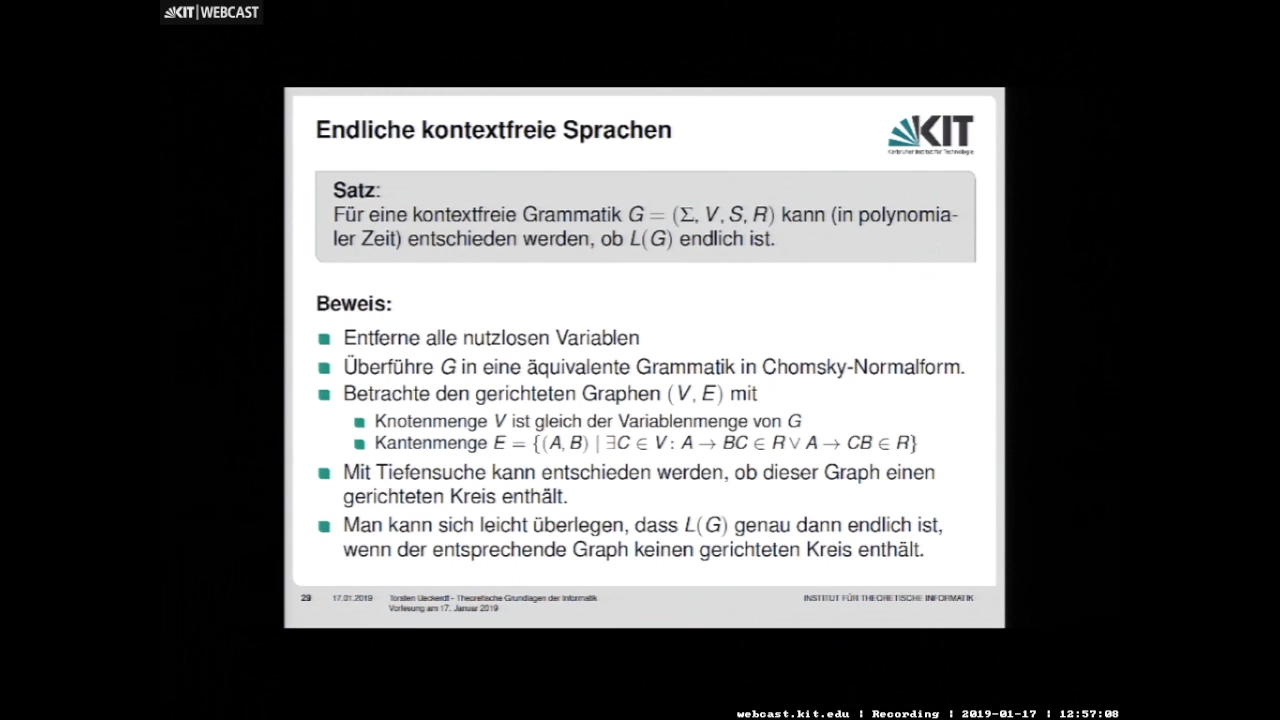 KIT WEBCAST
Endliche kontextfreie Sprachen
KIT
Karlsruher Institut für Technologie
Satz:
Für eine kontextfreie Grammatik G = (Σ, V, S, R) kann (in polynomia-
ler Zeit) entschieden werden, ob L(G) endlich ist.
Beweis:
Entferne alle nutzlosen Variablen
Überführe G in eine äquivalente Grammatik in Chomsky-Normalform.
Betrachte den gerichteten Graphen (V, E) mit
Knotenmenge V ist gleich der Variablenmenge von G
Kantenmenge E = {(A, B) | ∃C ∈ V: A → BC ∈ R ∨ A → CB ∈ R}
Mit Tiefensuche kann entschieden werden, ob dieser Graph einen
gerichteten Kreis enthält.
Man kann sich leicht überlegen, dass L(G) genau dann endlich ist,
wenn der entsprechende Graph keinen gerichteten Kreis enthält.
29 17.01.2019 Torsten Ueckerdt - Theoretische Grundlagen der Informatik INSTITUT FÜR THEORETISCHE INFORMATIK
Vorlesung am 17. Januar 2019
webcast.kit.edu | Recording | 2019-01-17 | 12:57:08